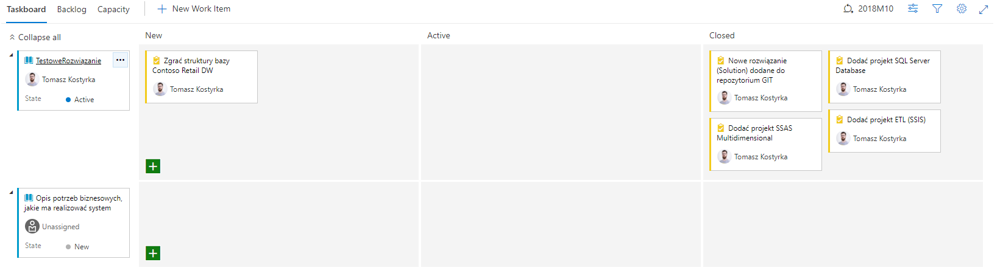 Taskboard
Backlog
Capacity
New Work Item
2018M10
Collapse all
New
Active
Closed
TestoweRozwiązanie
Tomasz Kostyrka
State
Active
Zgrać struktury bazy
Contoso Retail DW
Tomasz Kostyrka
Nowe rozwiązanie
(Solution) dodane do
repozytorium GIT
Tomasz Kostyrka
Dodać projekt SQL Server
Database
Tomasz Kostyrka
Dodać projekt SSAS
Multidimensional
Tomasz Kostyrka
Dodać projekt ETL (SSIS)
Tomasz Kostyrka
Opis potrzeb biznesowych,
jakie ma realizować system
Unassigned
State
New